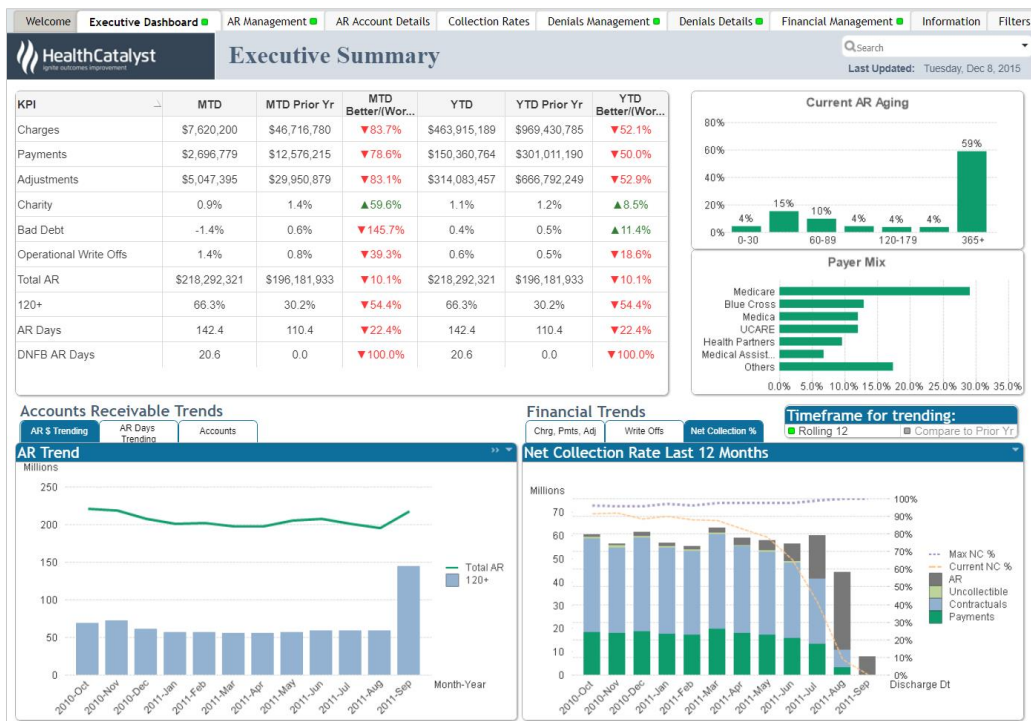 Welcome Executive Dashboard AR Management AR Account Details Collection Rates Denials Management Denials Details Financial Management Information Filters
HealthCatalyst
ignite outcomes improvement
Executive Summary
Search
Last Updated: Tuesday, Dec 8, 2015
KPI MTD MTD Prior Yr MTD Better/(Wor... YTD YTD Prior Yr YTD Better/(Wor...
Charges $7,620,200 $46,716,780 ▼83.7% $463,915,189 $969,430,785 ▼52.1%
Payments $2,696,779 $12,576,215 ▼78.6% $150,360,764 $301,011,190 ▼50.0%
Adjustments $5,047,395 $29,950,879 ▼83.1% $314,083,457 $666,792,249 ▼52.9%
Charity 0.9% 1.4% ▲59.6% 1.1% 1.2% ▲8.5%
Bad Debt -1.4% 0.6% ▼145.7% 0.4% 0.5% ▲11.4%
Operational Write Offs 1.4% 0.8% ▼39.3% 0.6% 0.5% ▼18.6%
Total AR $218,292,321 $196,181,933 ▼10.1% $218,292,321 $196,181,933 ▼10.1%
120+ 66.3% 30.2% ▼54.4% 66.3% 30.2% ▼54.4%
AR Days 142.4 110.4 ▼22.4% 142.4 110.4 ▼22.4%
DNFB AR Days 20.6 0.0 ▼100.0% 20.6 0.0 ▼100.0%
Current AR Aging
80%
60%
40%
20%
0%
4% 15% 10% 4% 4% 4% 59%
0-30 60-89 120-179 365+
Payer Mix
Medicare
Blue Cross
Medica
UCARE
Health Partners
Medical Assist...
Others
0.0% 5.0% 10.0% 15.0% 20.0% 25.0% 30.0% 35.0%
Accounts Receivable Trends
AR $ Trending AR Days Trending Accounts
AR Trend
Millions
250
200
150
100
50
0
2010-Oct 2010-Nov 2010-Dec 2011-Jan 2011-Feb 2011-Mar 2011-Apr 2011-May 2011-Jun 2011-Jul 2011-Aug 2011-Sep
Month-Year
Total AR
120+
Financial Trends
Chrg, Pmts, Adj Write Offs Net Collection %
Timeframe for trending:
Rolling 12 Compare to Prior Yr
Net Collection Rate Last 12 Months
Millions
70
60
50
40
30
20
10
0
100%
90%
80%
70%
60%
50%
40%
30%
20%
10%
0%
2010-Oct 2010-Nov 2010-Dec 2011-Jan 2011-Feb 2011-Mar 2011-Apr 2011-May 2011-Jun 2011-Jul 2011-Aug 2011-Sep
Discharge Dt
Max NC %
Current NC %
AR
Uncollectible
Contractuals
Payments